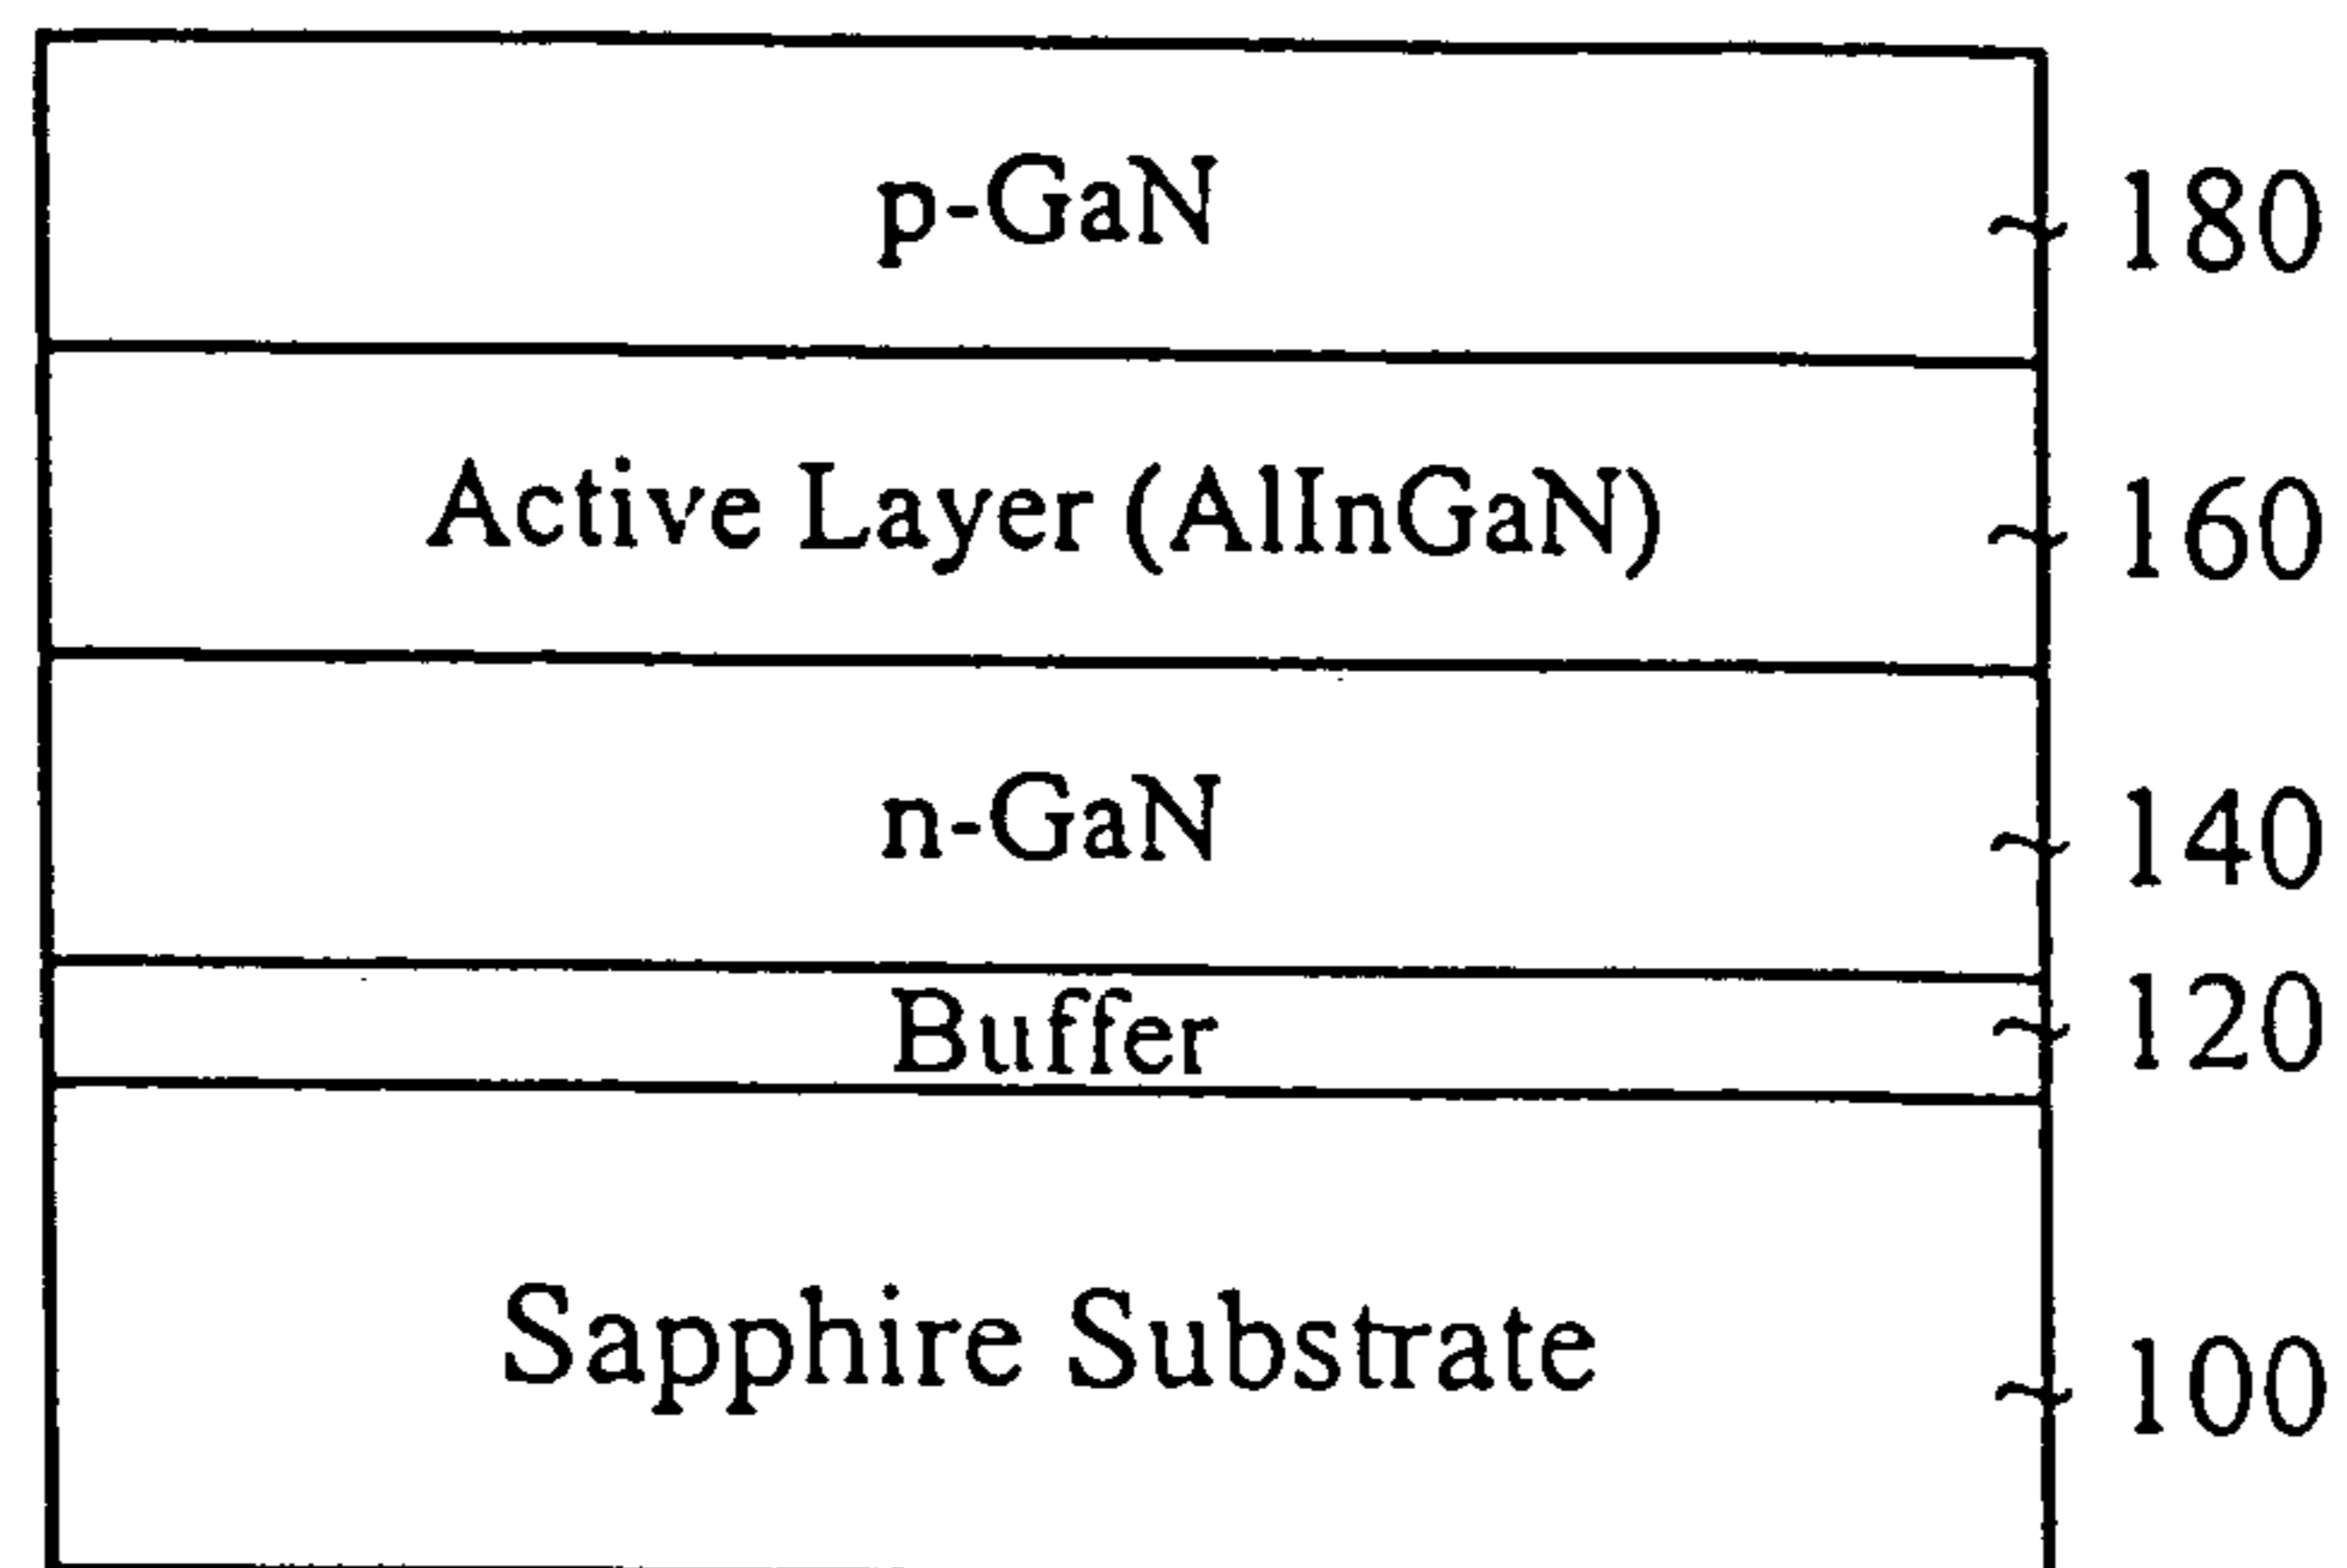 p-GaN 180
Active Layer (AlInGaN) 160
n-GaN 140
Buffer 120
Sapphire Substrate 100